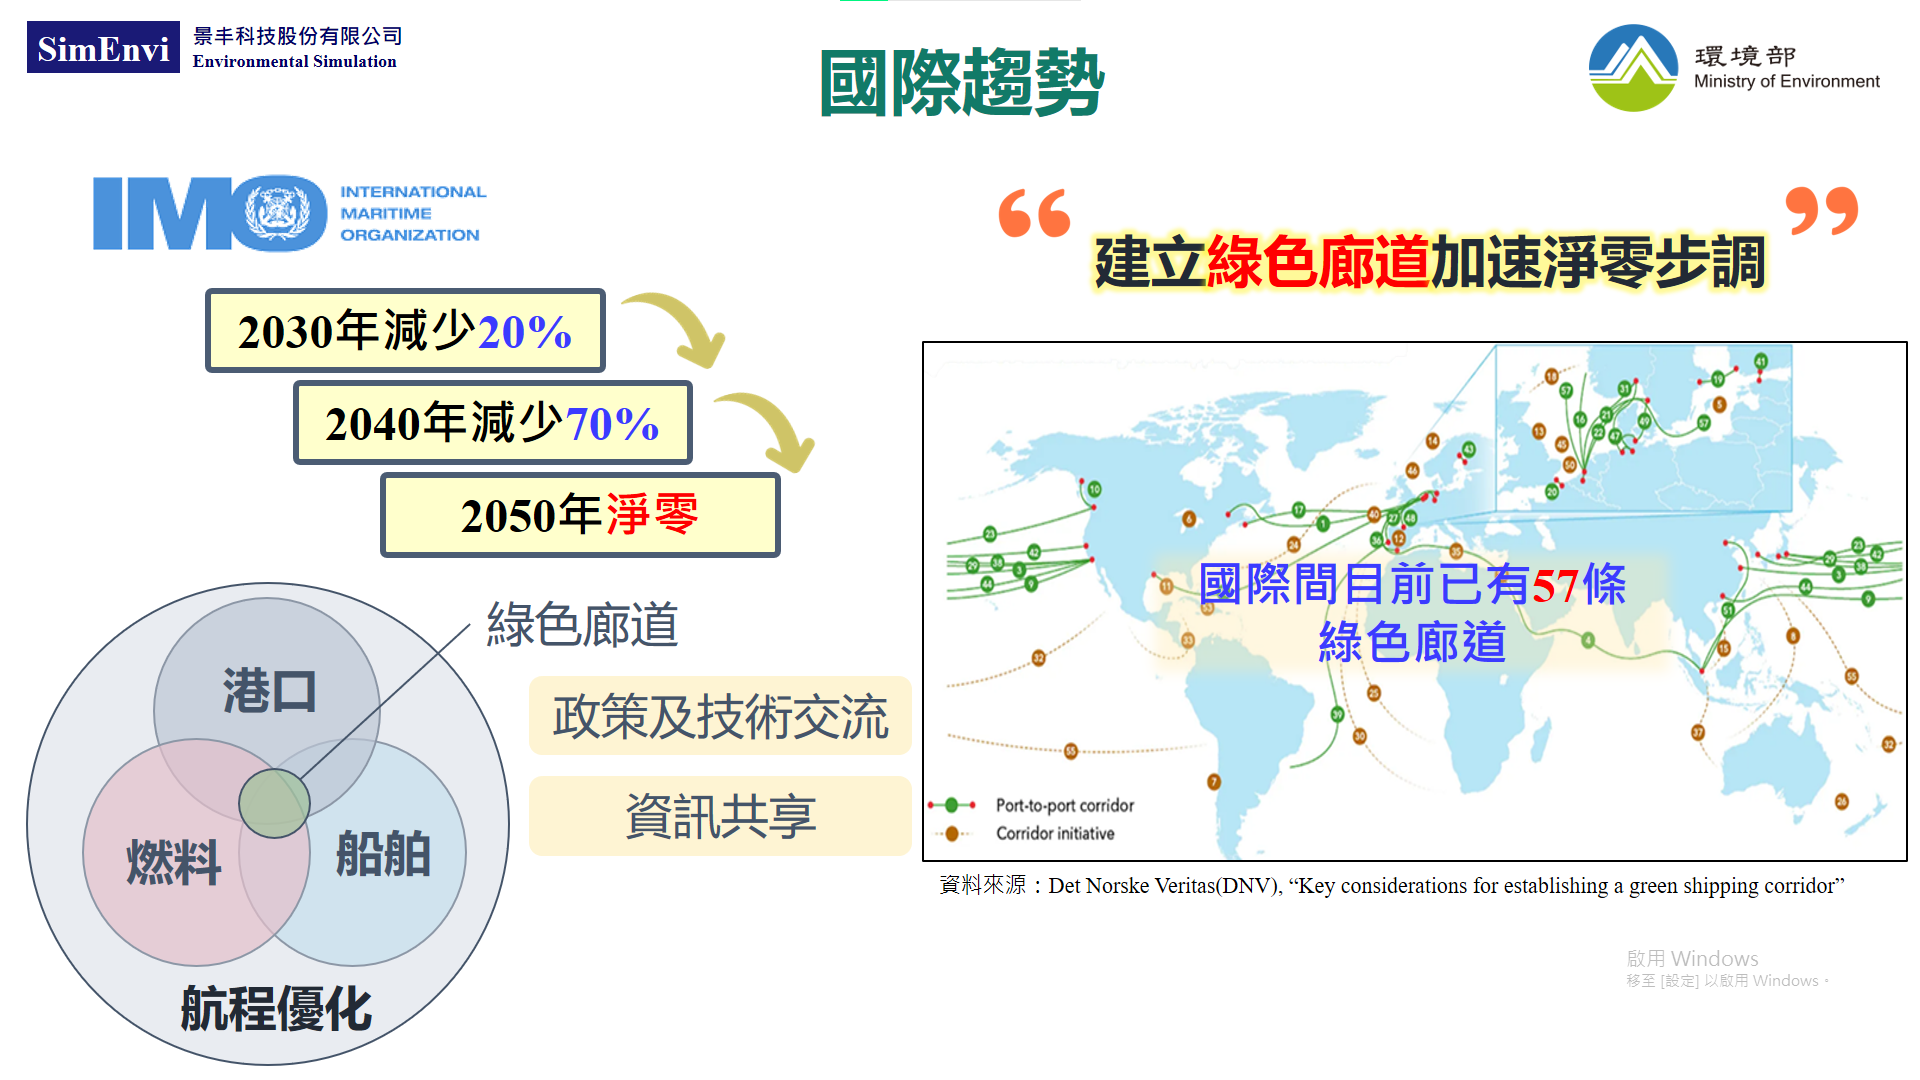 SimEnvi
景丰科技股份有限公司
Environmental Simulation
國際趨勢
環境部
Ministry of Environment
IMO
INTERNATIONAL
MARITIME
ORGANIZATION
2030年減少20%
2040年減少70%
2050年淨零
“
”
建立綠色廊道加速淨零步調
綠色廊道
政策及技術交流
資訊共享
港口
燃料
船舶
航程優化
國際間目前已有57條
綠色廊道
Port-to-port corridor
Corridor initiative
資料來源：Det Norske Veritas(DNV), “Key considerations for establishing a green shipping corridor”
啟用 Windows
移至 [設定] 以啟用 Windows。